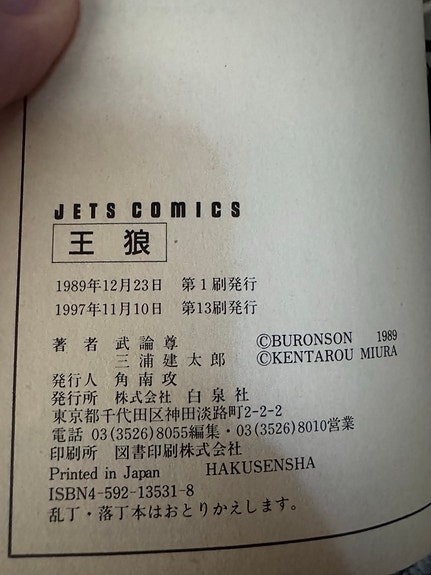 JETS COMICS
王狼
1989年12月23日 第1刷発行
1997年11月10日 第13刷発行
著者 武論尊 ©BURONSON 1989
三浦建太郎 ©KENTAROU MIURA
発行人 角南攻
発行所 株式会社 白泉社
東京都千代田区神田淡路町2-2-2
電話 03(3526)8055編集・03(3526)8010営業
印刷所 図書印刷株式会社
Printed in Japan HAKUSENSHA
ISBN4-592-13531-8
乱丁・落丁本はおとりかえします。